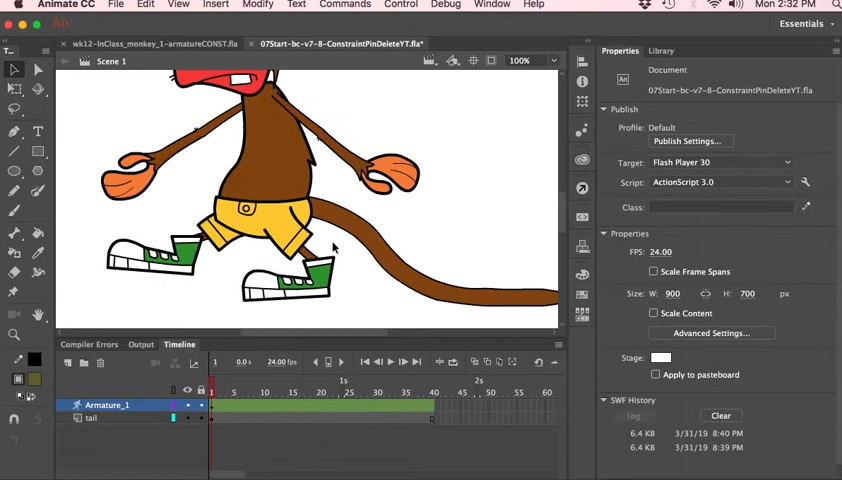 Animate CC File Edit View Insert Modify Text Commands Control Debug Window Help Mon 2:32 PM
An Essentials
wk12-InClass_monkey_1-armatureCONST.fla 07Start-bc-v7-8-ConstraintPinDeleteYT.fla*
Scene 1 100%
T...
Properties Library
An Document
07Start-bc-v7-8-ConstraintPinDeleteYT.fla
Publish
Profile: Default
Publish Settings...
Target: Flash Player 30
Script: ActionScript 3.0
Class:
Properties
FPS: 24.00
Scale Frame Spans
Size: W: 900 H: 700 px
Scale Content
Advanced Settings...
Stage:
Apply to pasteboard
SWF History
Log Clear
6.4 KB 3/31/19 8:40 PM
6.4 KB 3/31/19 8:39 PM
Compiler Errors Output Timeline
1 0.0 s 24.00 fps
1s 2s
1 5 10 15 20 25 30 35 40 45 50 55 60
Armature_1
tail